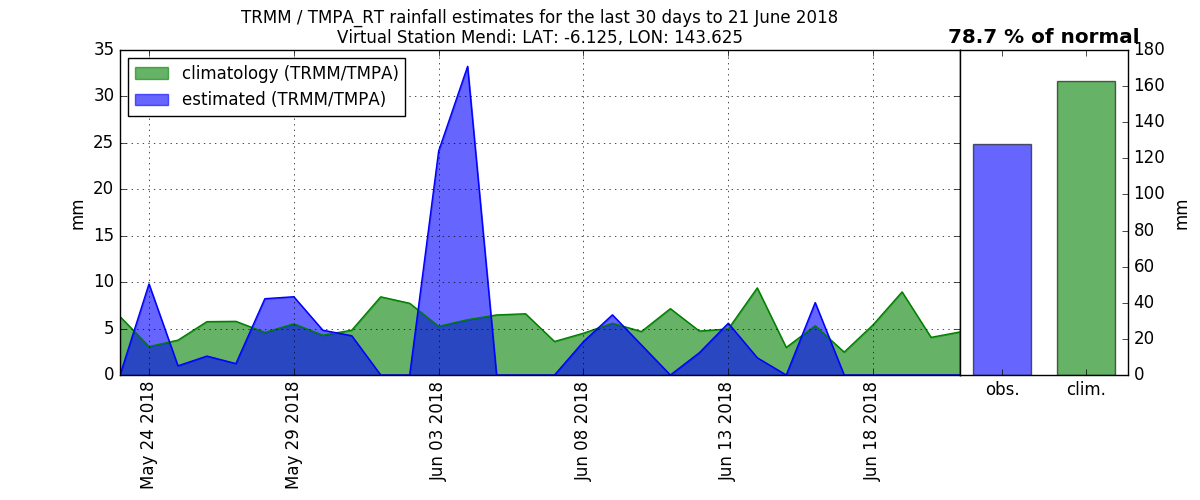 TRMM / TMPA_RT rainfall estimates for the last 30 days to 21 June 2018
Virtual Station Mendi: LAT: -6.125, LON: 143.625
78.7 % of normal
climatology (TRMM/TMPA)
estimated (TRMM/TMPA)
mm
35
30
25
20
15
10
5
0
May 24 2018
May 29 2018
Jun 03 2018
Jun 08 2018
Jun 13 2018
Jun 18 2018
180
160
140
120
100
80
60
40
20
0
mm
obs.
clim.